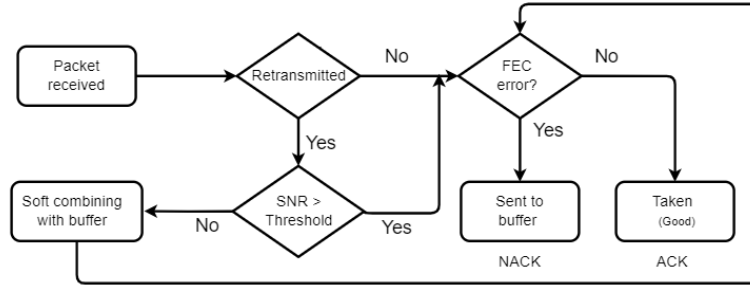 Packet
received
Retransmitted
No
FEC
error?
No
Yes
Yes
Soft combining
with buffer
No
SNR >
Threshold
Yes
Sent to
buffer
NACK
Taken
(Good)
ACK